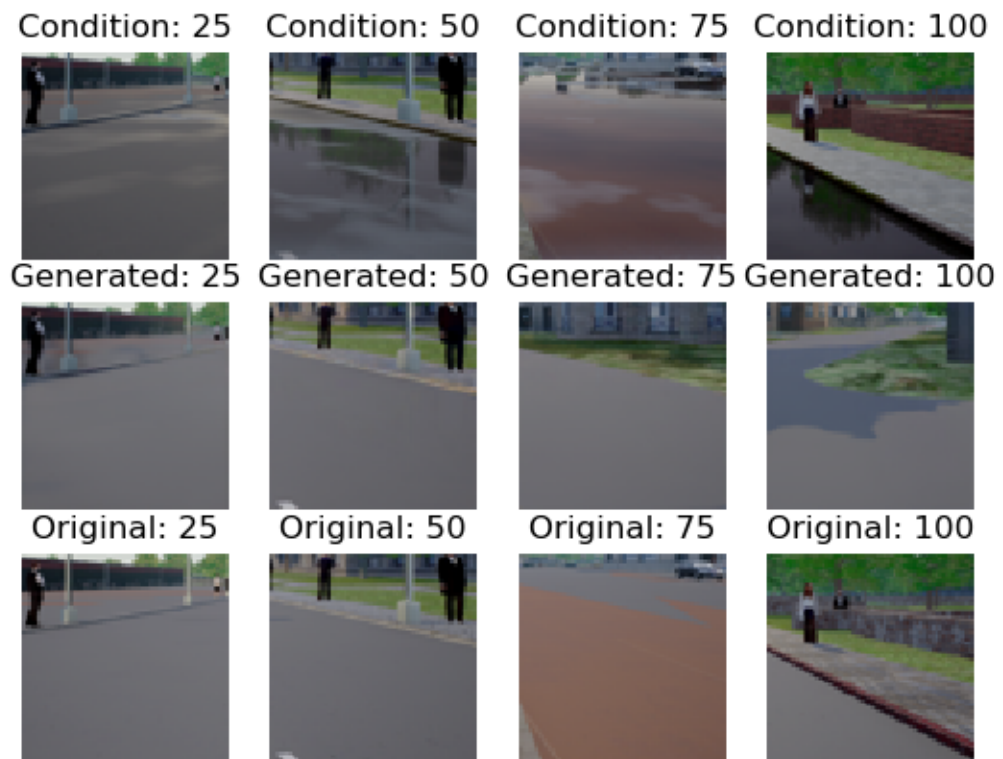 Condition: 25 Condition: 50 Condition: 75 Condition: 100
Generated: 25 Generated: 50 Generated: 75 Generated: 100
Original: 25 Original: 50 Original: 75 Original: 100